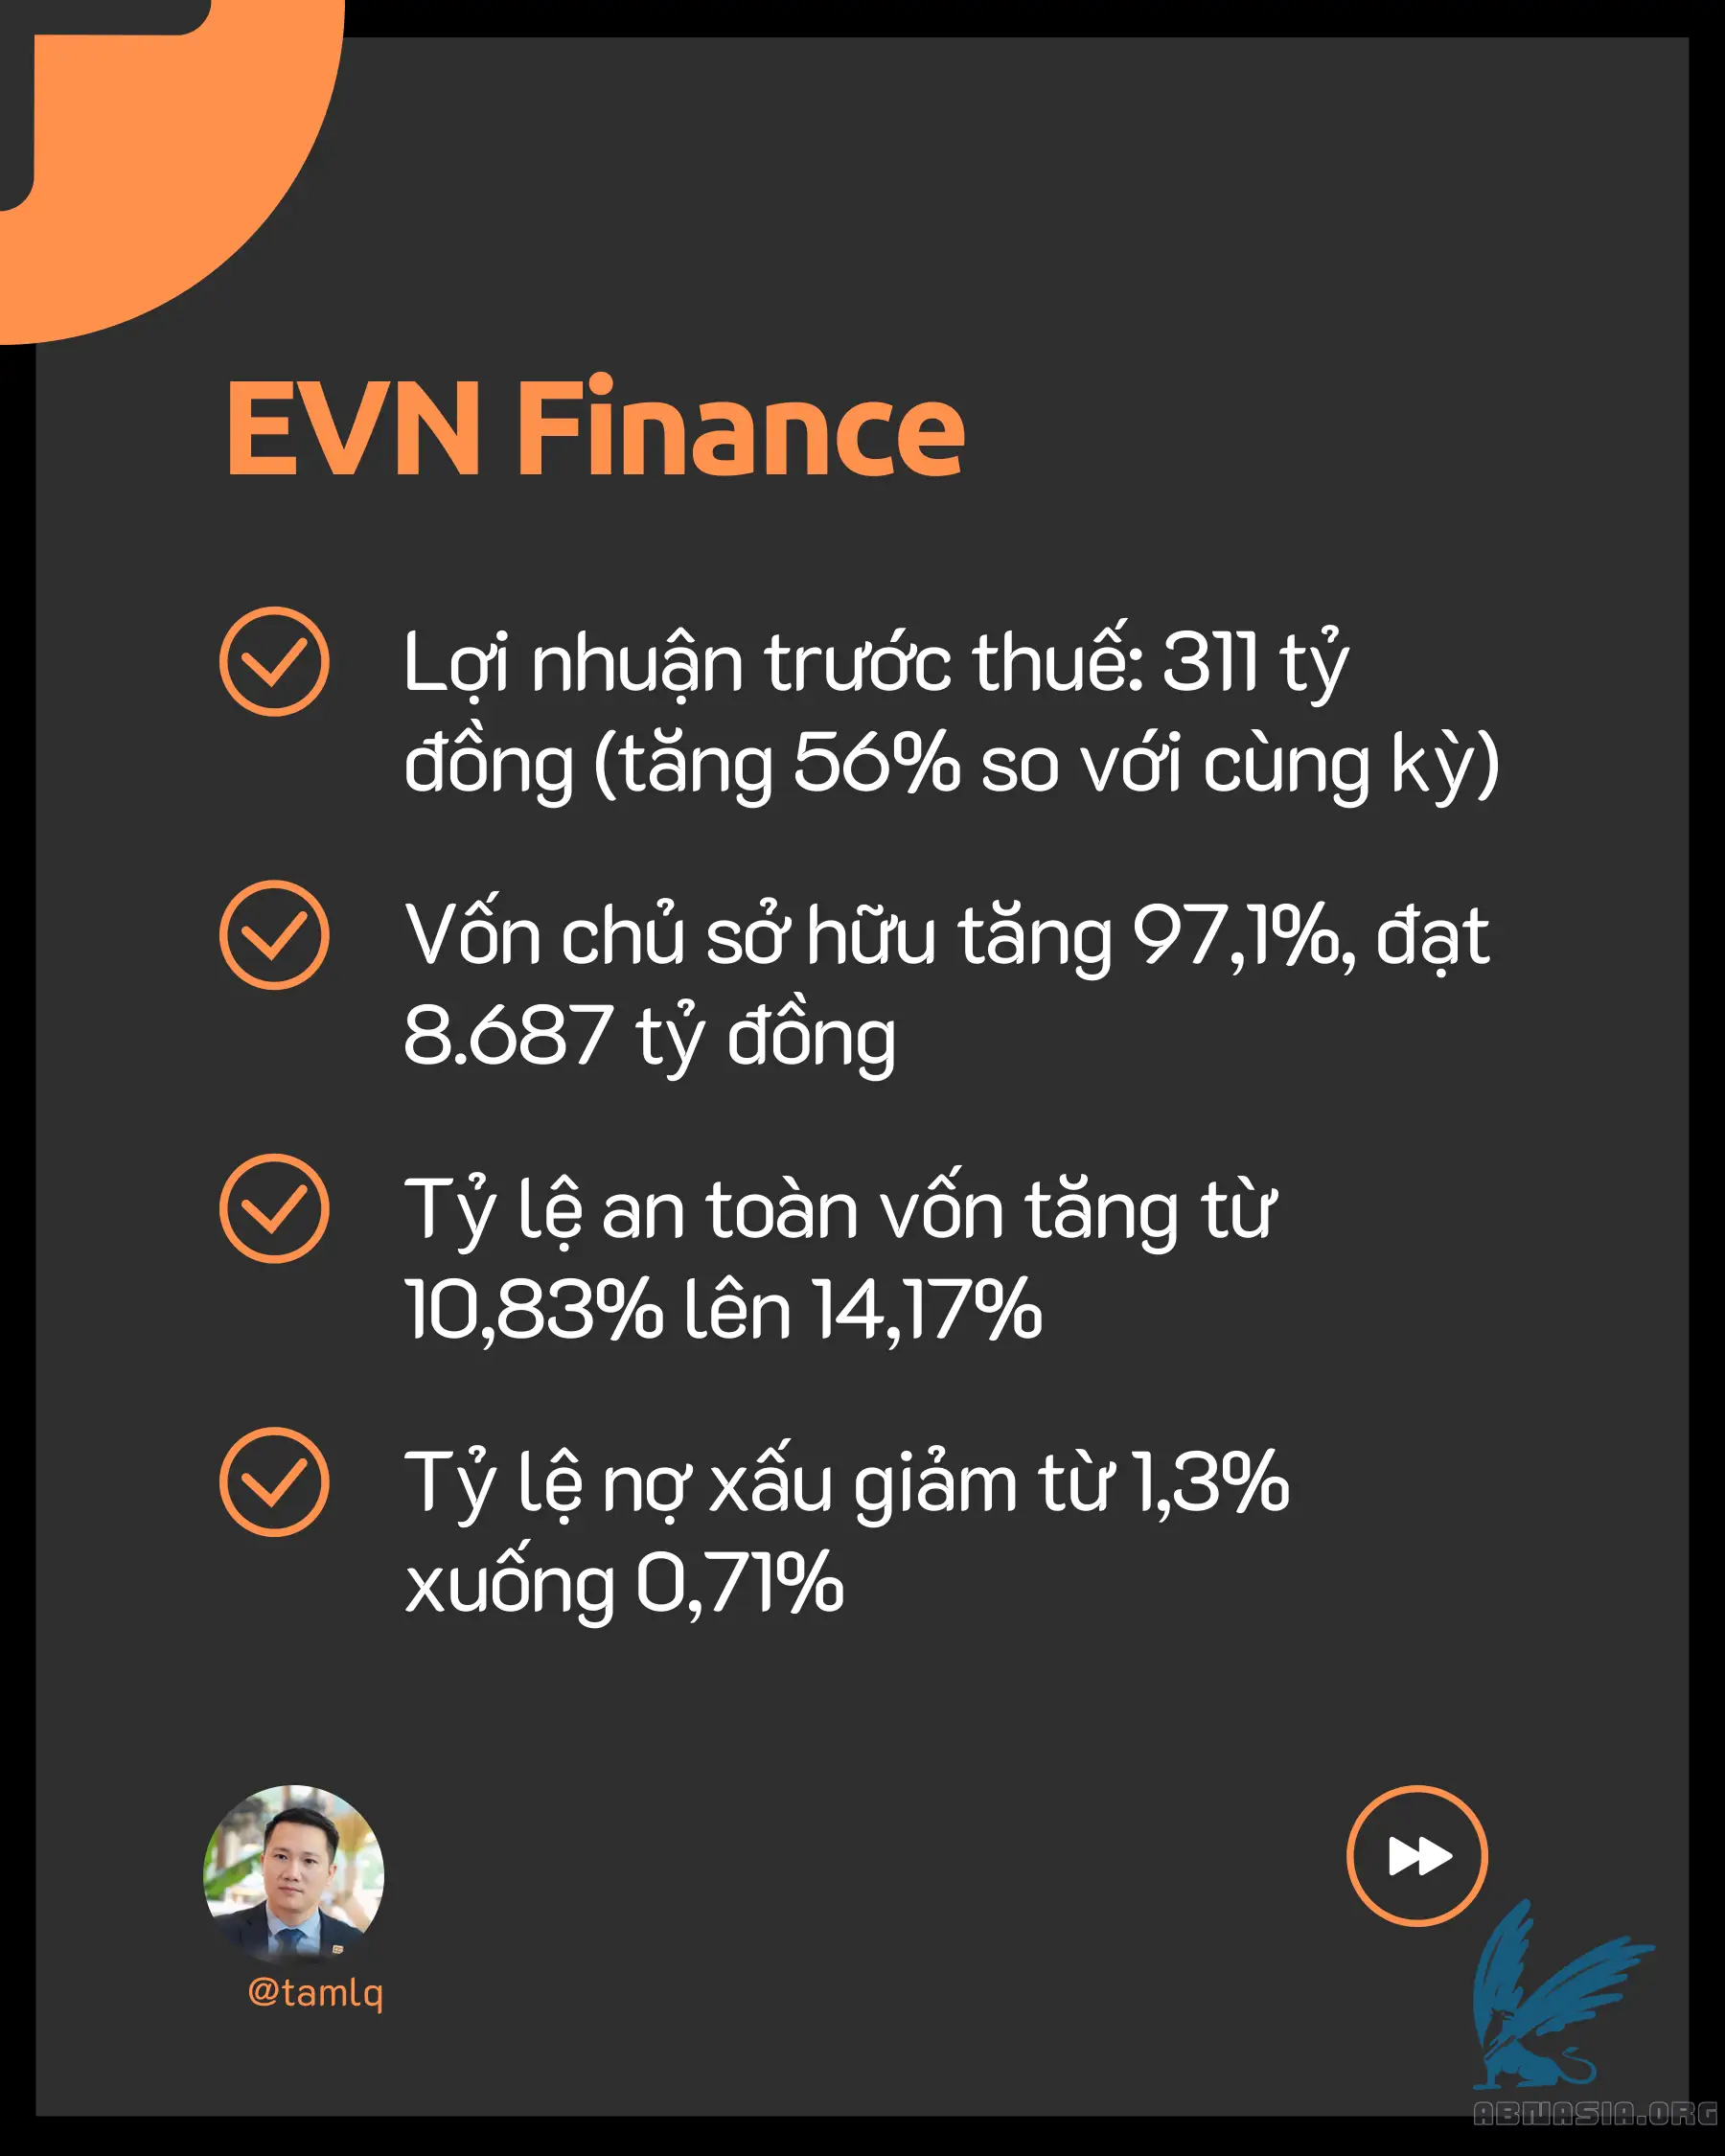 EVN Finance
Lợi nhuận trước thuế: 311 tỷ
đồng (tăng 56% so với cùng kỳ)
Vốn chủ sở hữu tăng 97,1%, đạt
8.687 tỷ đồng
Tỷ lệ an toàn vốn tăng từ
10,83% lên 14,17%
Tỷ lệ nợ xấu giảm từ 1,3%
xuống 0,71%
@tamlq
ABNASIA.ORG